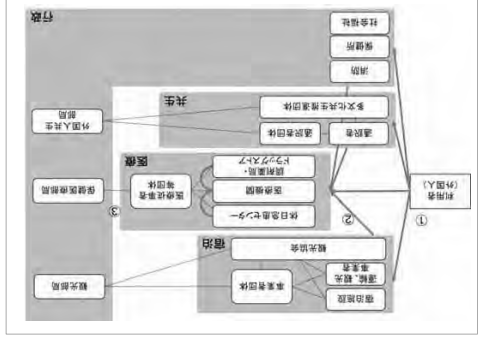 宿泊
宿泊施設
運輸、観光
事業者
事業者団体
観光協会
観光部局
①
②
③
利用者
(外国人)
休日急患センター
医療機関
調剤薬局・
ドラッグストア
医療従事者
等団体
保健医療部局
医療
通訳者
通訳者団体
多文化共生推進団体
外国人共生
部局
共生
消防
保健所
社会福祉
行政